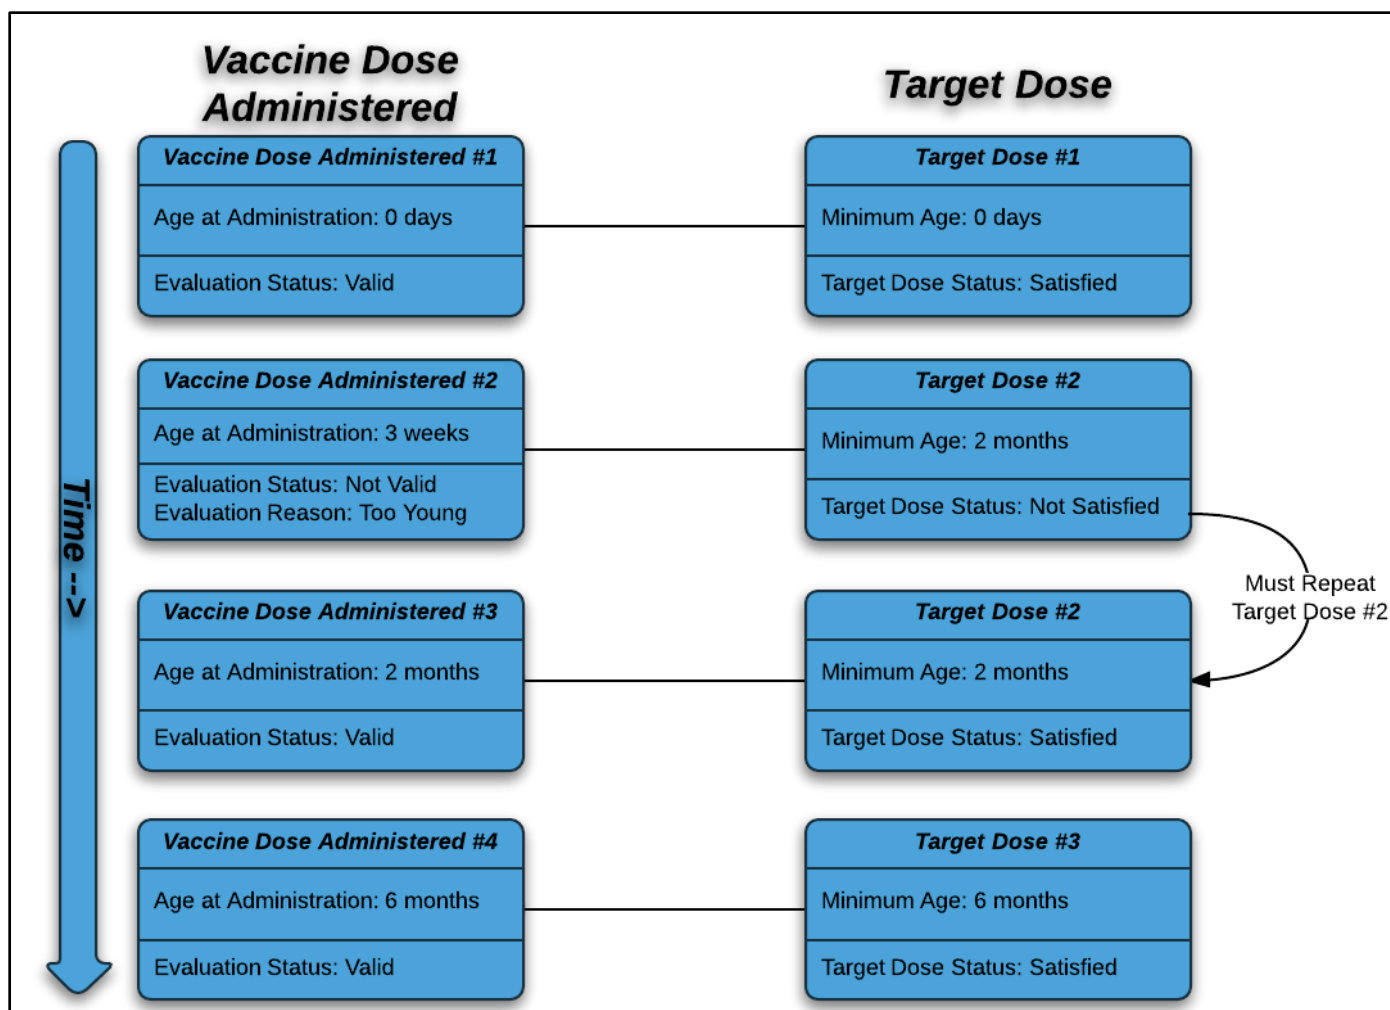 Vaccine Dose
Administered
Target Dose
Time -->
Vaccine Dose Administered #1
Age at Administration: 0 days
Evaluation Status: Valid
Target Dose #1
Minimum Age: 0 days
Target Dose Status: Satisfied
Vaccine Dose Administered #2
Age at Administration: 3 weeks
Evaluation Status: Not Valid
Evaluation Reason: Too Young
Target Dose #2
Minimum Age: 2 months
Target Dose Status: Not Satisfied
Must Repeat
Target Dose #2
Vaccine Dose Administered #3
Age at Administration: 2 months
Evaluation Status: Valid
Target Dose #2
Minimum Age: 2 months
Target Dose Status: Satisfied
Vaccine Dose Administered #4
Age at Administration: 6 months
Evaluation Status: Valid
Target Dose #3
Minimum Age: 6 months
Target Dose Status: Satisfied